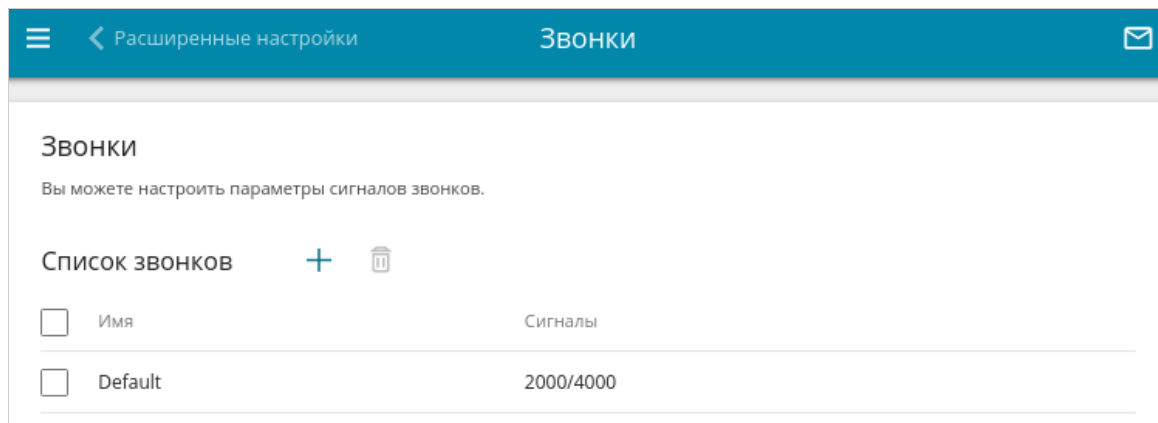 Расширенные настройки Звонки
Звонки
Вы можете настроить параметры сигналов звонков.
Список звонков
Имя Сигналы
Default 2000/4000